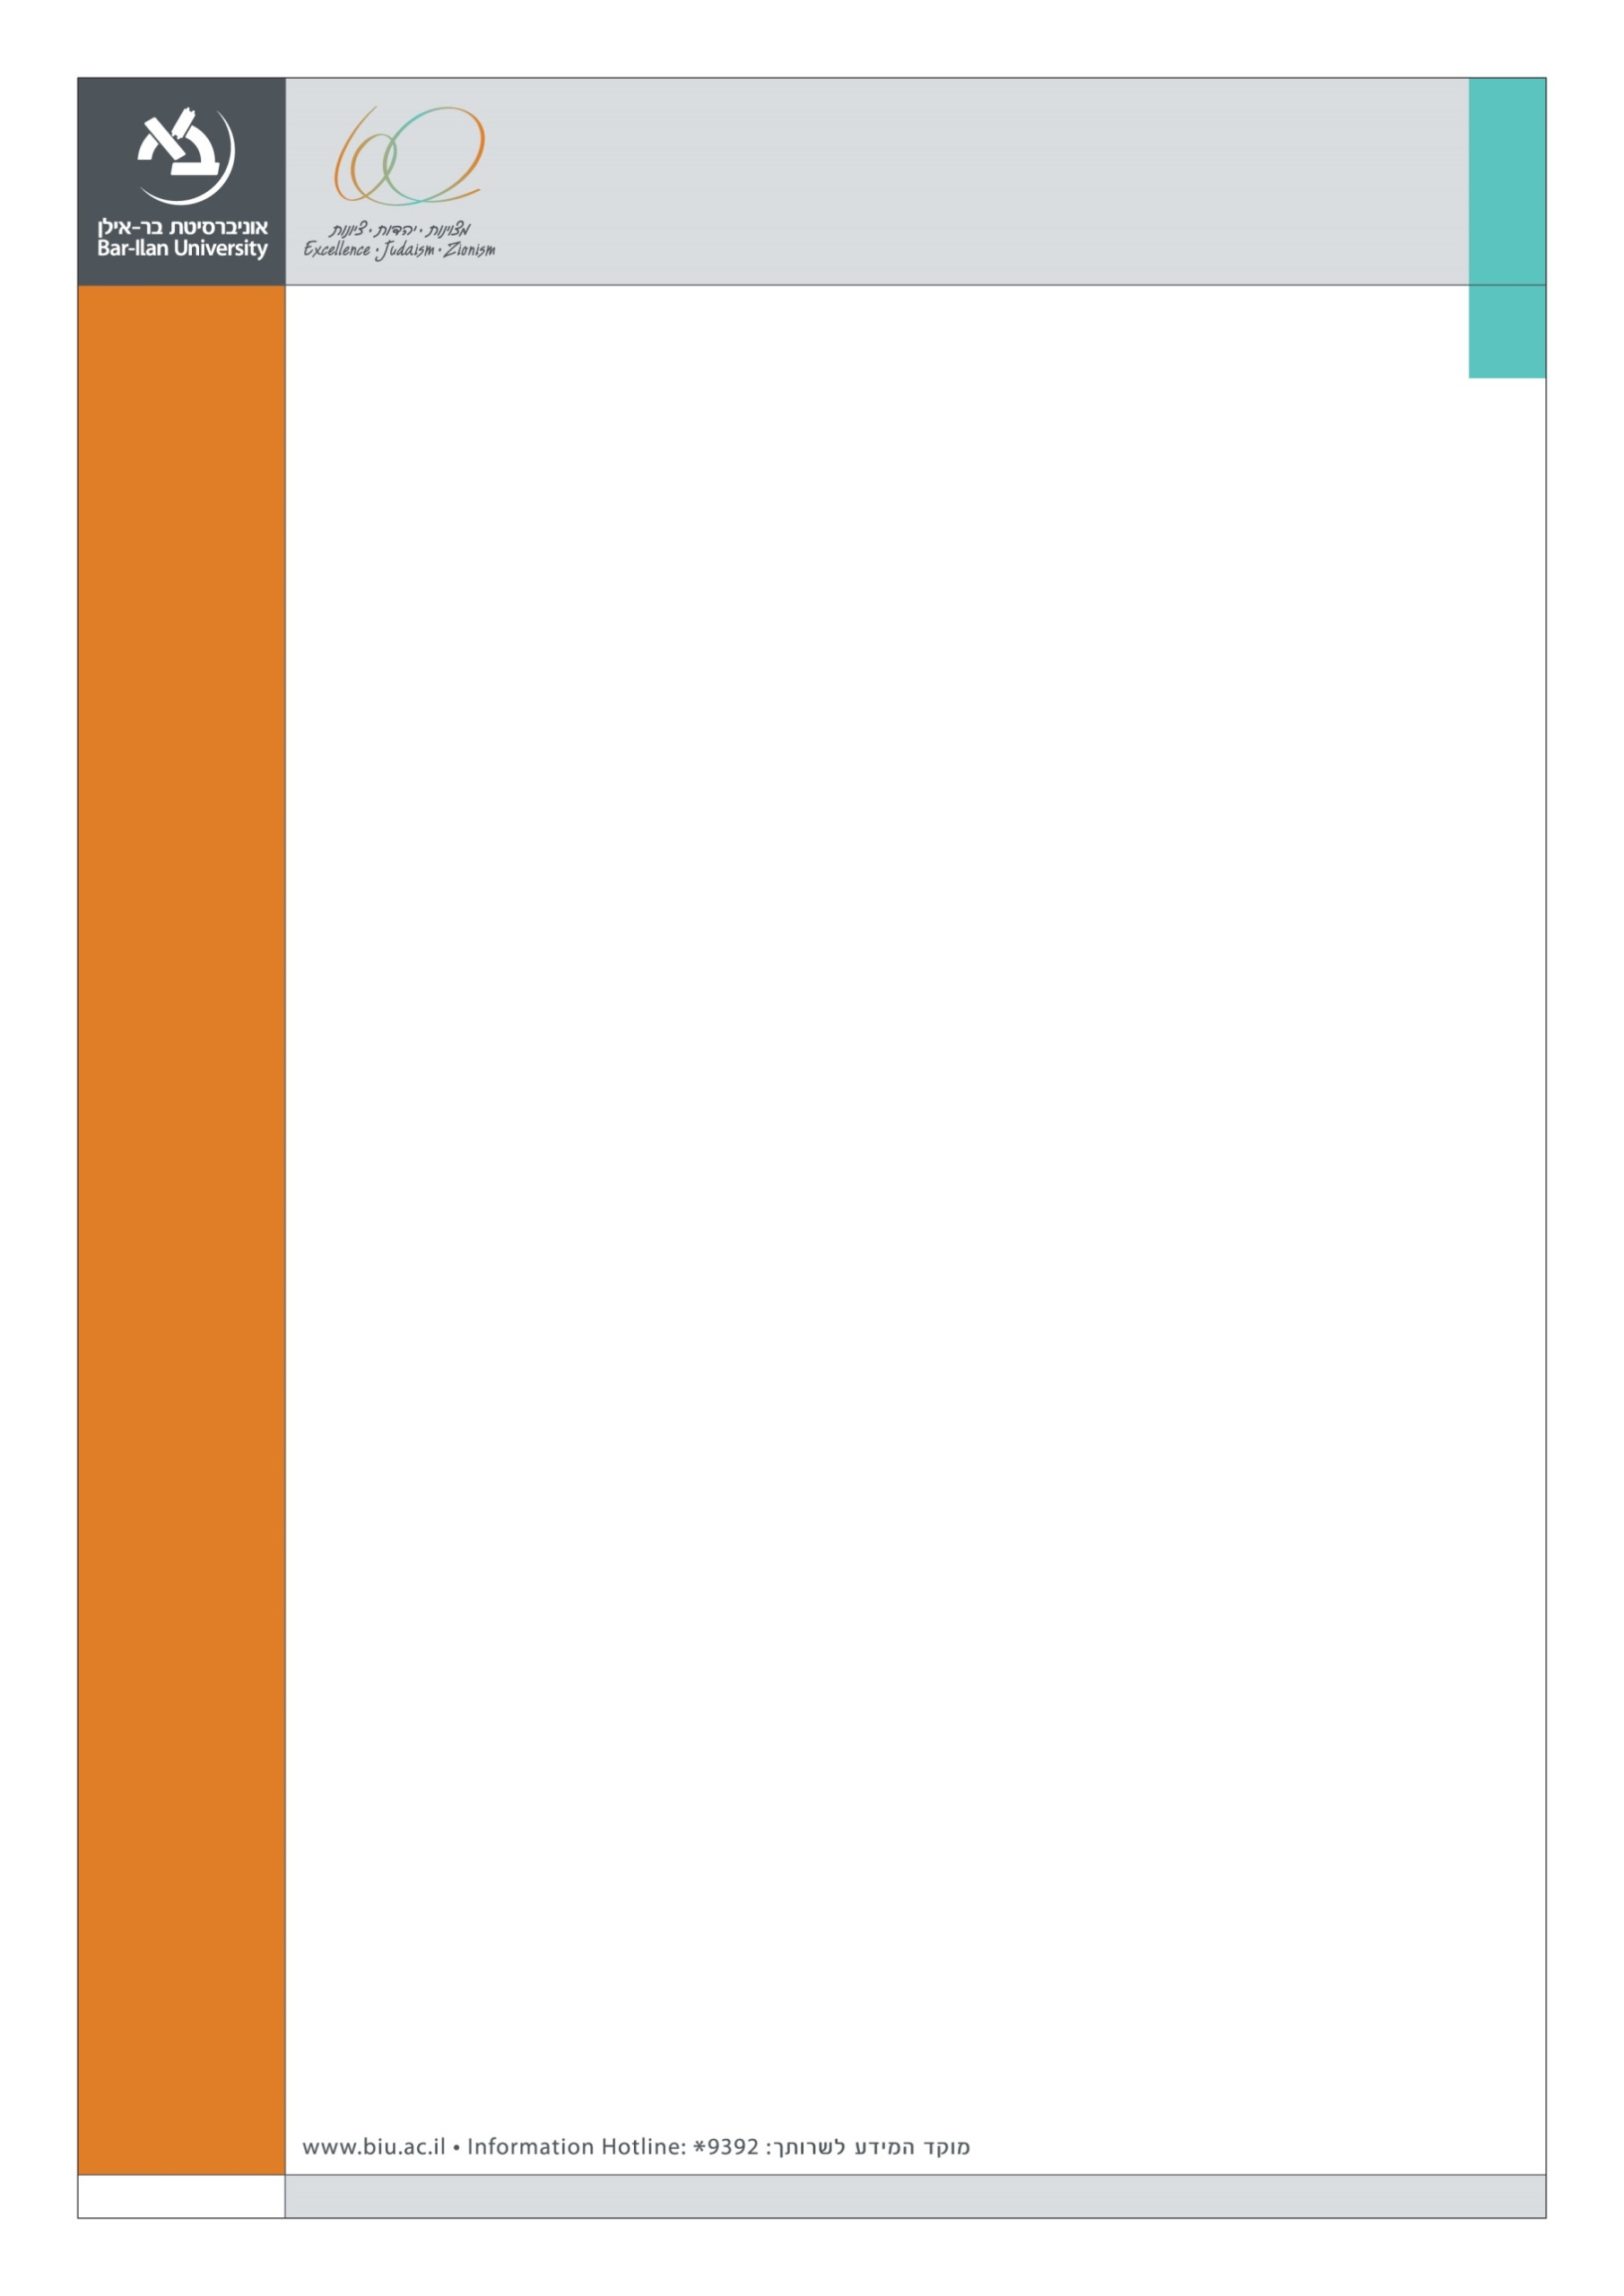 אוניברסיטת בר-אילן
Bar-Ilan University
מצוינות · יהדות · ציונות
Excellence · Judaism · Zionism
www.biu.ac.il • Information Hotline: *9392 :מוקד המידע לשרותך